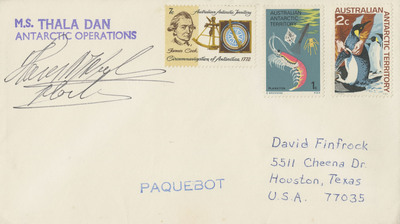 M.S. THALA DAN
ANTARCTIC OPERATIONS
7c
Australian Antarctic Territory
James Cook
Circumnavigation of Antarctica, 1772
AUSTRALIAN
ANTARCTIC
TERRITORY
PLANKTON
1c
AUSTRALIAN
2c
ANTARCTIC TERRITORY
David Finfrock
5511 Cheena Dr.
Houston, Texas
U.S.A. 77035
PAQUEBOT